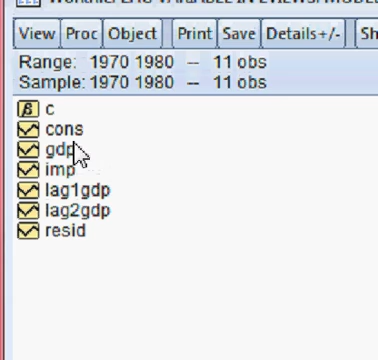 View Proc Object Print Save Details+/- Sh
Range: 1970 1980 -- 11 obs
Sample: 1970 1980 -- 11 obs
c
cons
gdp
imp
lag1gdp
lag2gdp
resid